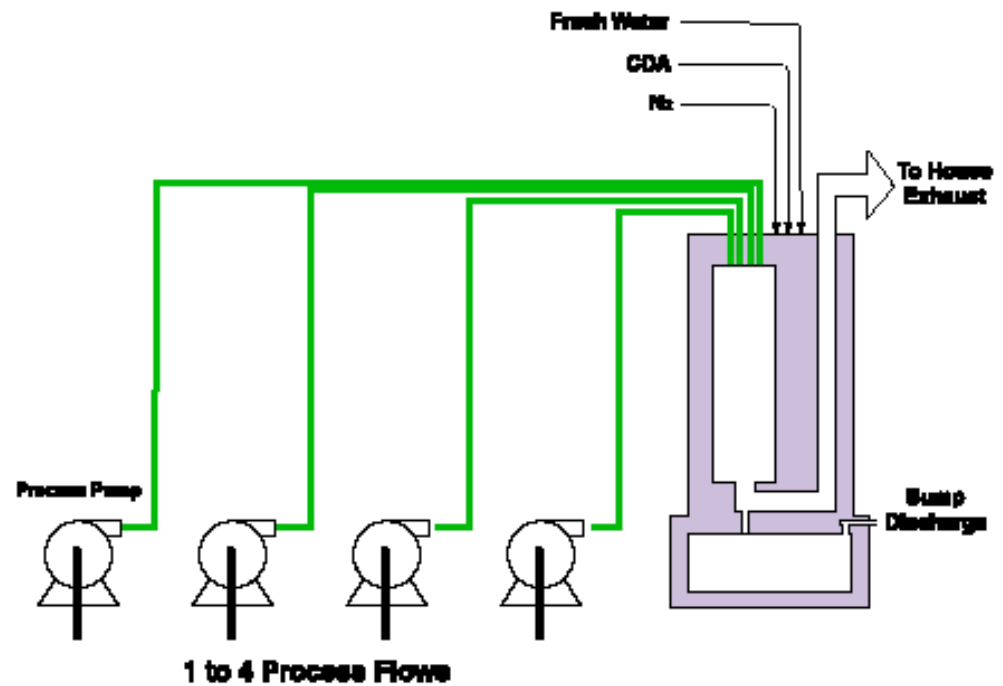 Fresh Water
CDA
N₂
To House
Exhaust
Process Pump
Sump
Discharge
1 to 4 Process Flows